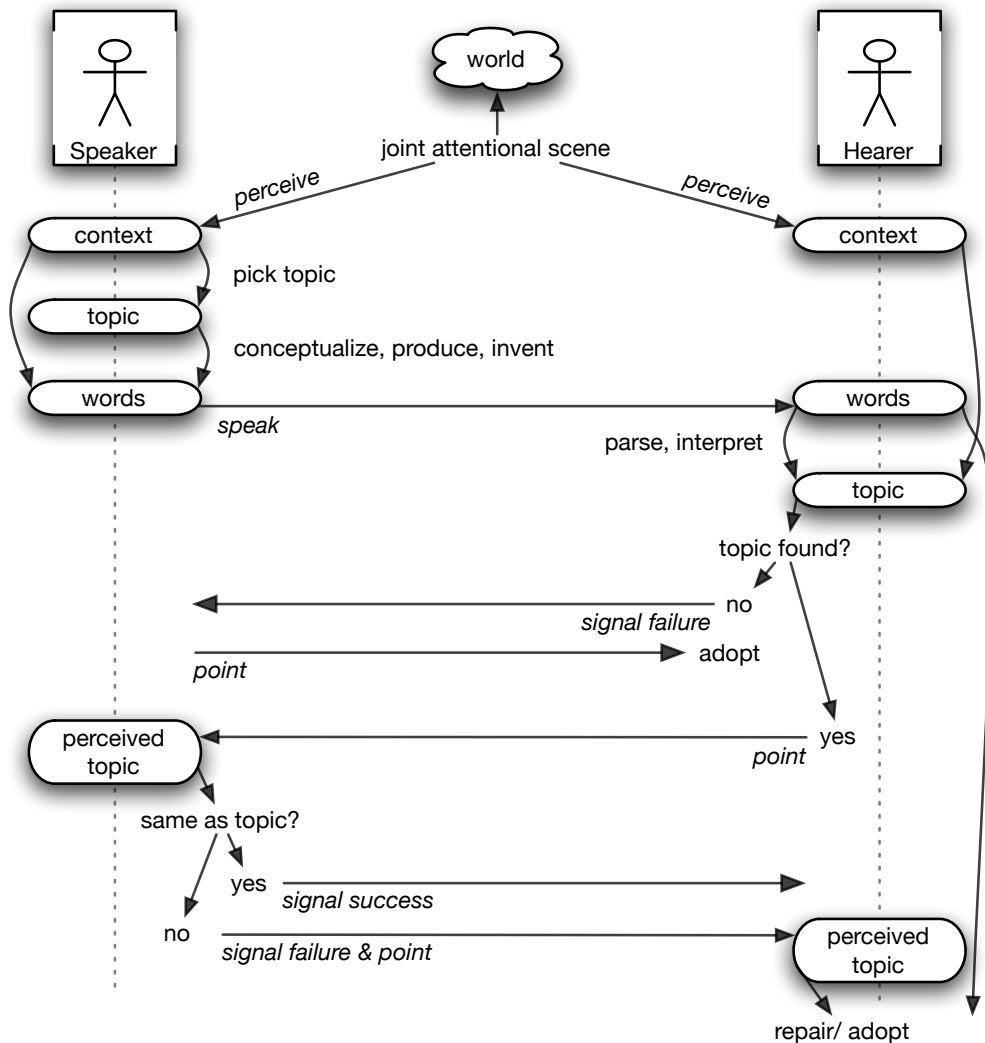 world
Speaker
joint attentional scene
Hearer
perceive
perceive
context
context
pick topic
topic
conceptualize, produce, invent
words
words
speak
parse, interpret
topic
topic found?
no
signal failure
point
adopt
perceived
topic
yes
point
same as topic?
yes
signal success
no
signal failure & point
perceived
topic
repair/ adopt